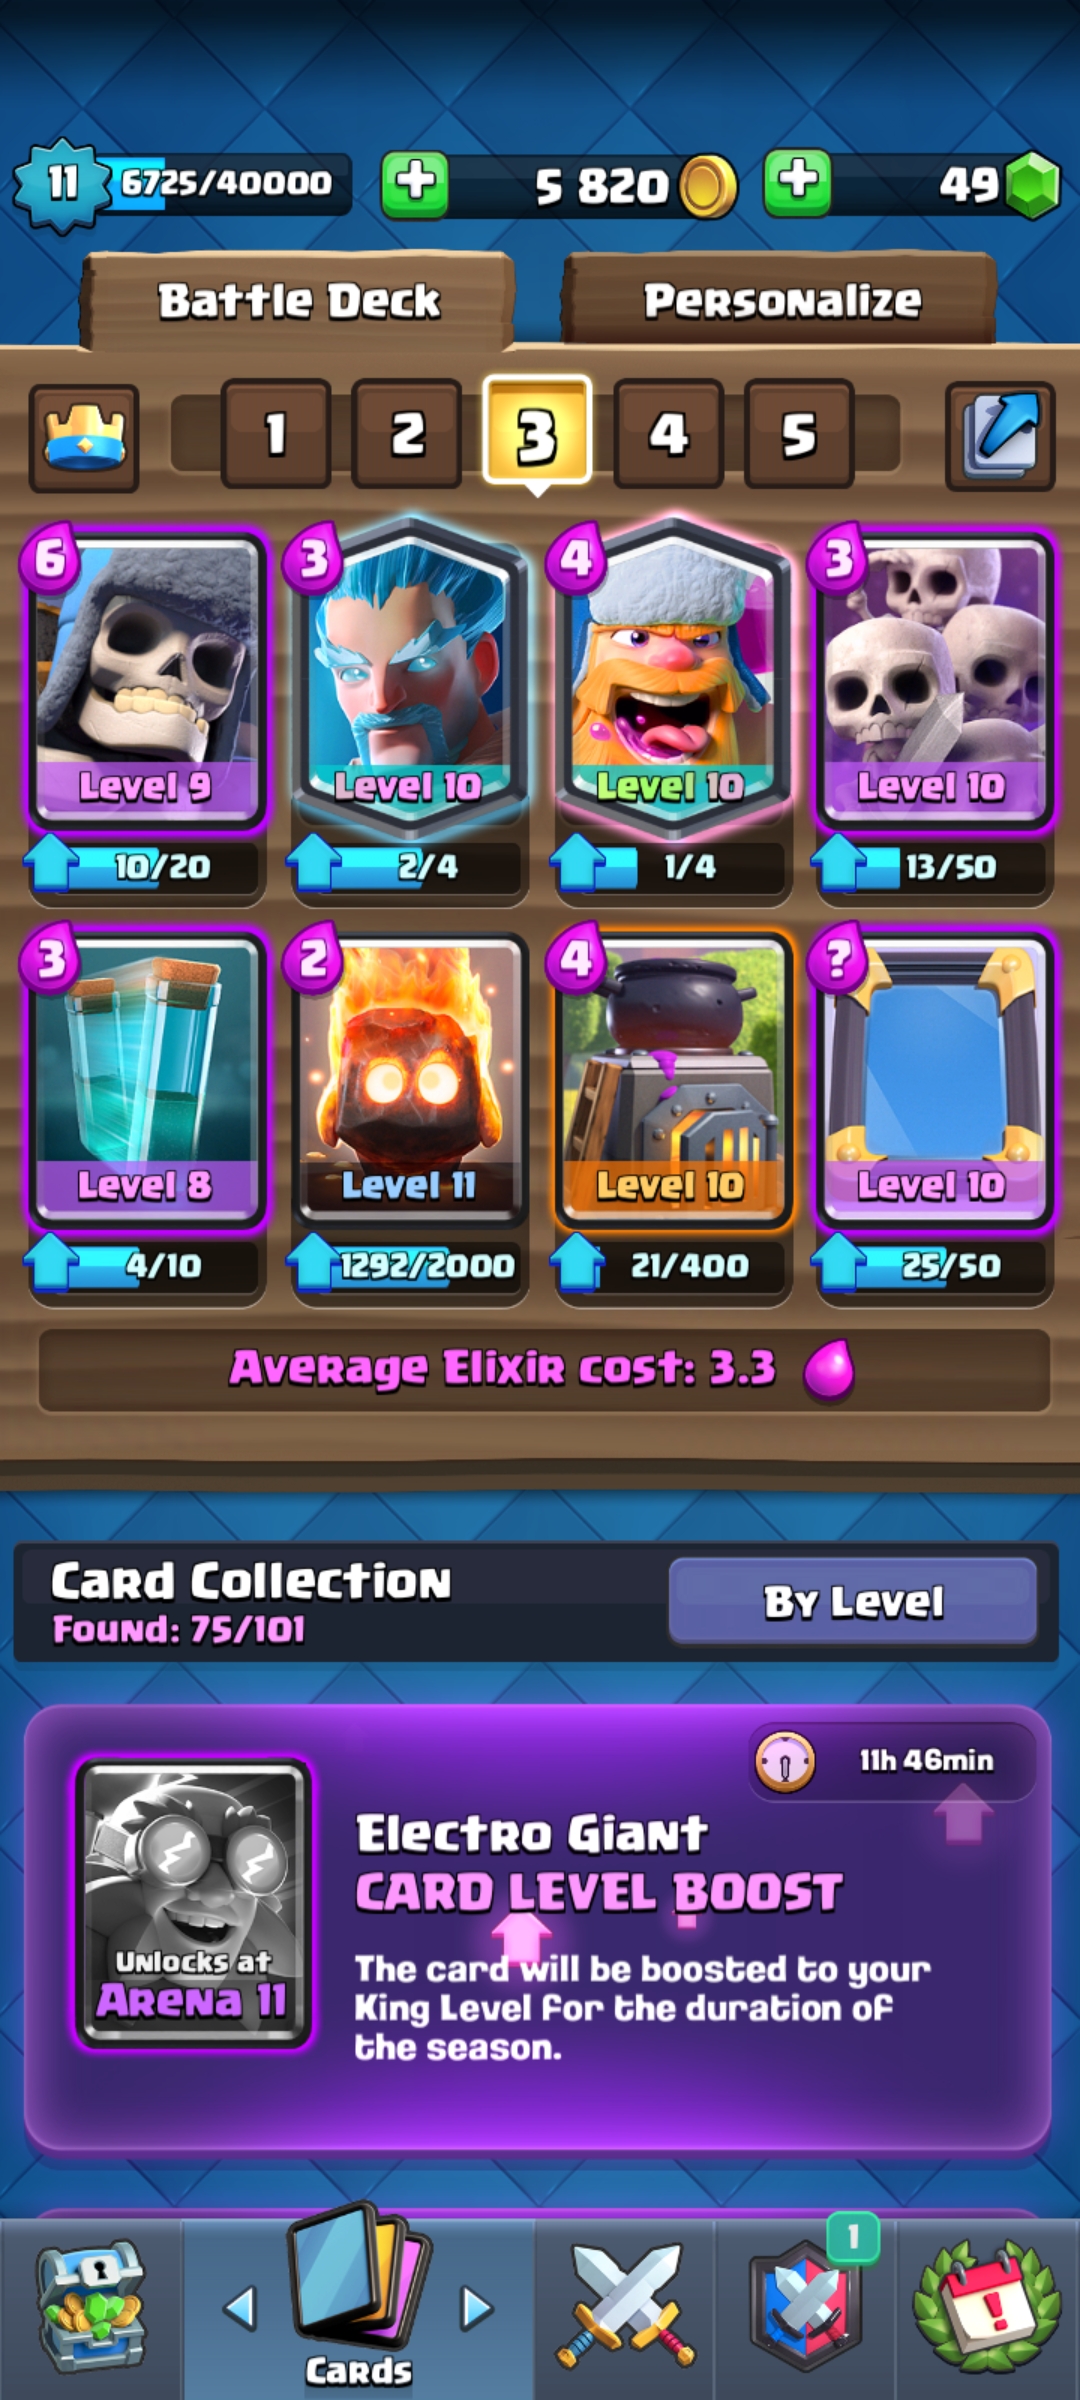 11 6725/40000 5 820 49
Battle Deck Personalize
1 2 3 4 5
6 3 4 3
Level 9 Level 10 Level 10 Level 10
10/20 2/4 1/4 13/50
3 2 4 ?
Level 8 Level 11 Level 10 Level 10
4/10 1292/2000 21/400 25/50
Average Elixir cost: 3.3
Card Collection
Found: 75/101
By Level
11h 46min
Electro Giant
CARD LEVEL BOOST
Unlocks at
Arena 11
The card will be boosted to your
King Level for the duration of
the season.
1
Cards